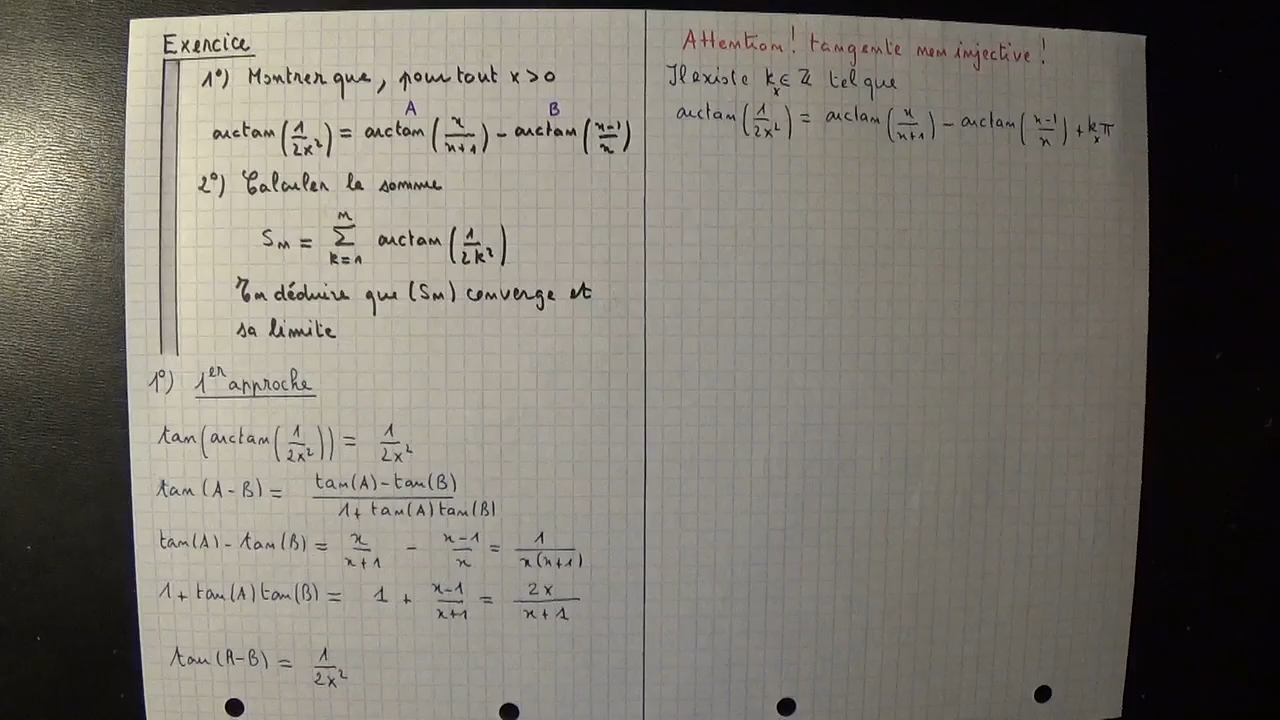 Exercice
1°) Montrer que, pour tout x>0
A B
arctan(1/2x²) = arctan(x/x+1) - arctan(x-1/x)
2°) Calculer la somme
Sn = Σ_{k=1}^{n} arctan(1/2k²)
En déduire que (Sn) converge et
sa limite
1°) 1er approche
tan(arctan(1/2x²)) = 1/2x²
tan(A-B) = tan(A)-tan(B)/1+tan(A)tan(B)
tan(A)-tan(B) = x/x+1 - x-1/x = 1/x(x+1)
1+tan(A)tan(B) = 1 + x-1/x+1 = 2x/x+1
tan(A-B) = 1/2x²
Attention! tangente non injective!
Il existe kx∈ℤ tel que
arctan(1/2x²) = arctan(x/x+1) - arctan(x-1/x) + kxπ